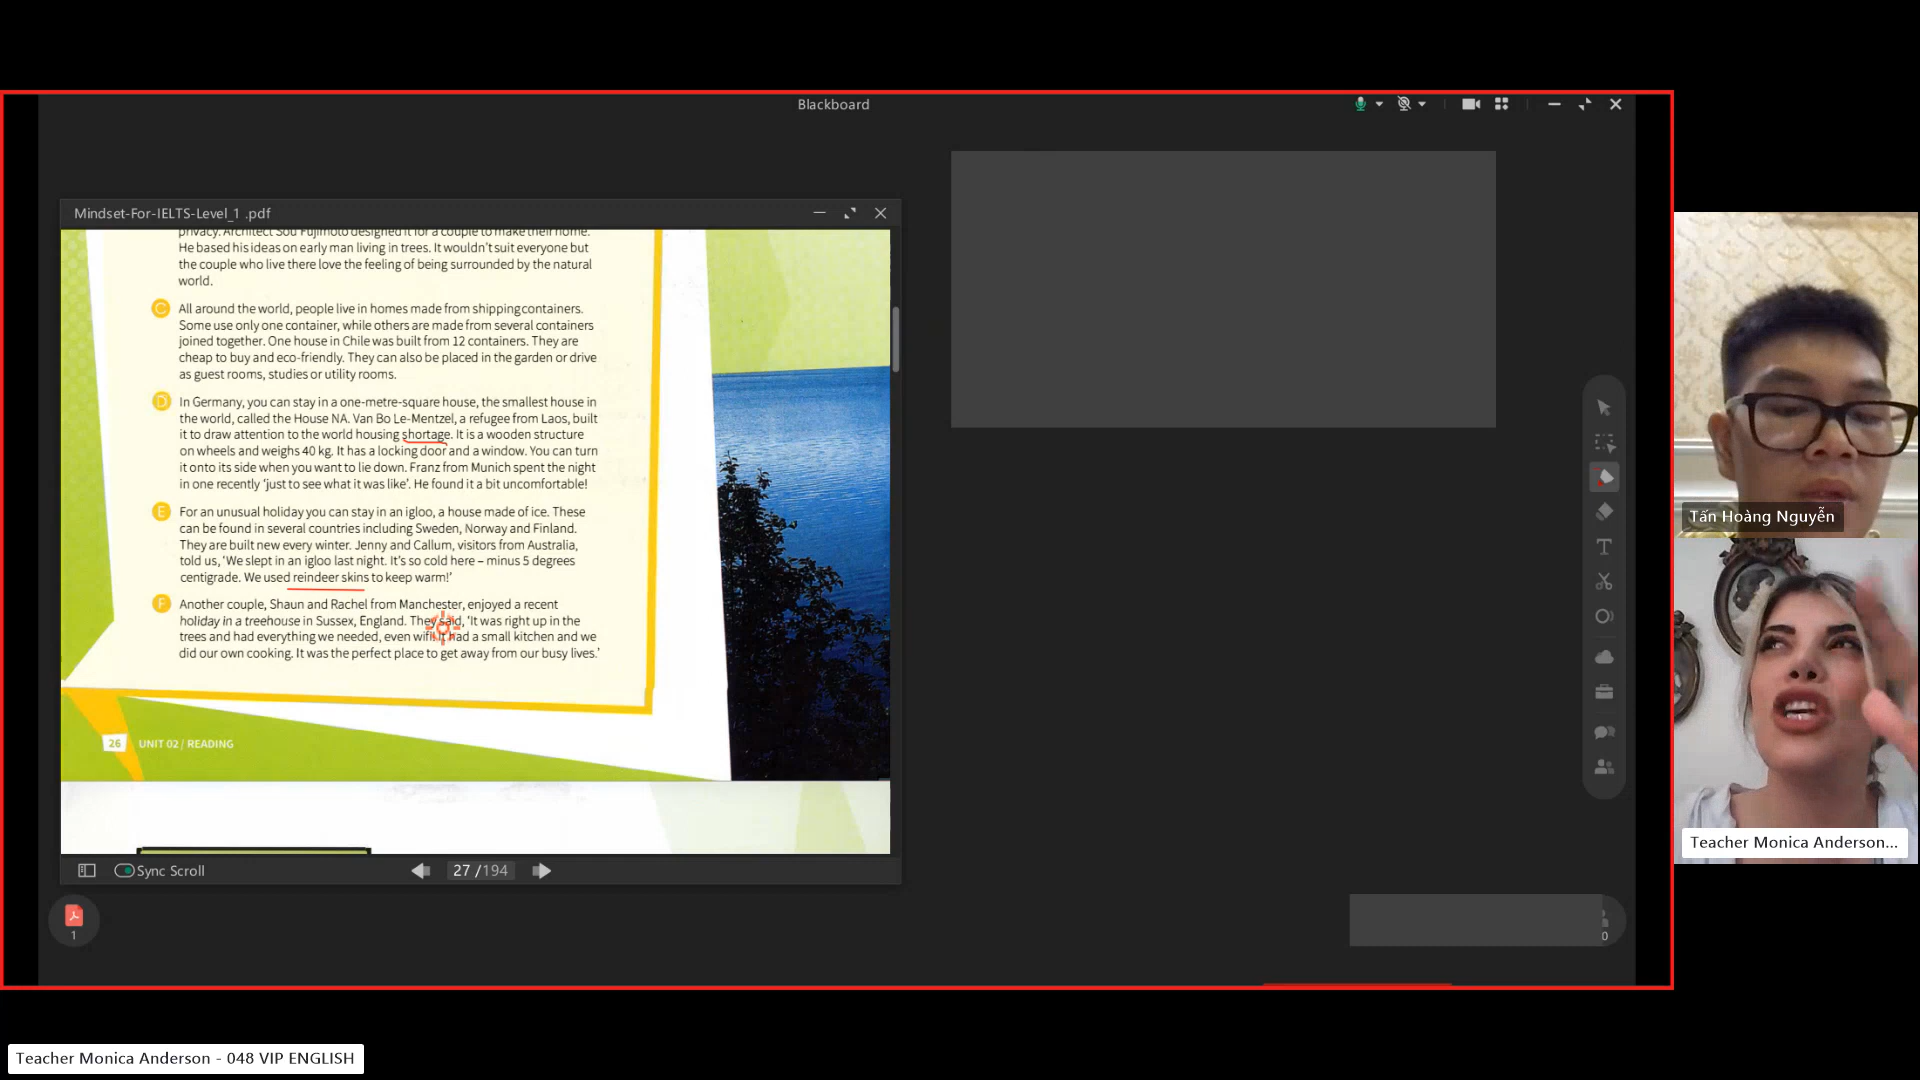 Blackboard
Mindset-For-IELTS-Level_1 .pdf
privacy. Architect Sou Fujimoto designed it for a couple to make their home.
He based his ideas on early man living in trees. It wouldn't suit everyone but
the couple who live there love the feeling of being surrounded by the natural
world.
C All around the world, people live in homes made from shipping containers.
Some use only one container, while others are made from several containers
joined together. One house in Chile was built from 12 containers. They are
cheap to buy and eco-friendly. They can also be placed in the garden or drive
as guest rooms, studies or utility rooms.
D In Germany, you can stay in a one-metre-square house, the smallest house in
the world, called the House NA. Van Bo Le-Mentzel, a refugee from Laos, built
it to draw attention to the world housing shortage. It is a wooden structure
on wheels and weighs 40 kg. It has a locking door and a window. You can turn
it onto its side when you want to lie down. Franz from Munich spent the night
in one recently 'just to see what it was like'. He found it a bit uncomfortable!
E For an unusual holiday you can stay in an igloo, a house made of ice. These
can be found in several countries including Sweden, Norway and Finland.
They are built new every winter. Jenny and Callum, visitors from Australia,
told us, 'We slept in an igloo last night. It's so cold here – minus 5 degrees
centigrade. We used reindeer skins to keep warm!'
F Another couple, Shaun and Rachel from Manchester, enjoyed a recent
holiday in a treehouse in Sussex, England. They said, 'It was right up in the
trees and had everything we needed, even wifi. It had a small kitchen and we
did our own cooking. It was the perfect place to get away from our busy lives.'
26 UNIT 02 / READING
Sync Scroll
27 /194
1
0
Tấn Hoàng Nguyễn
Teacher Monica Anderson...
Teacher Monica Anderson - 048 VIP ENGLISH